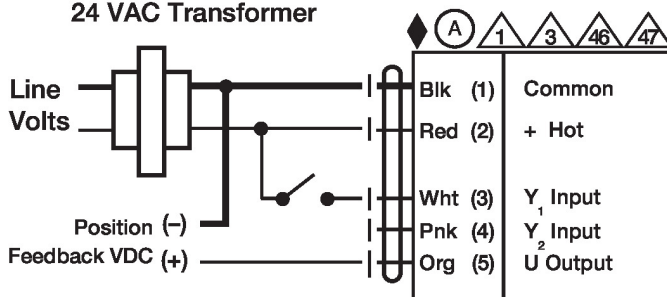 24 VAC Transformer
A 1 3 46 47
Line
Volts
Blk (1) Common
Red (2) + Hot
Wht (3) Y1 Input
Position (–)
Pnk (4) Y2 Input
Feedback VDC (+)
Org (5) U Output